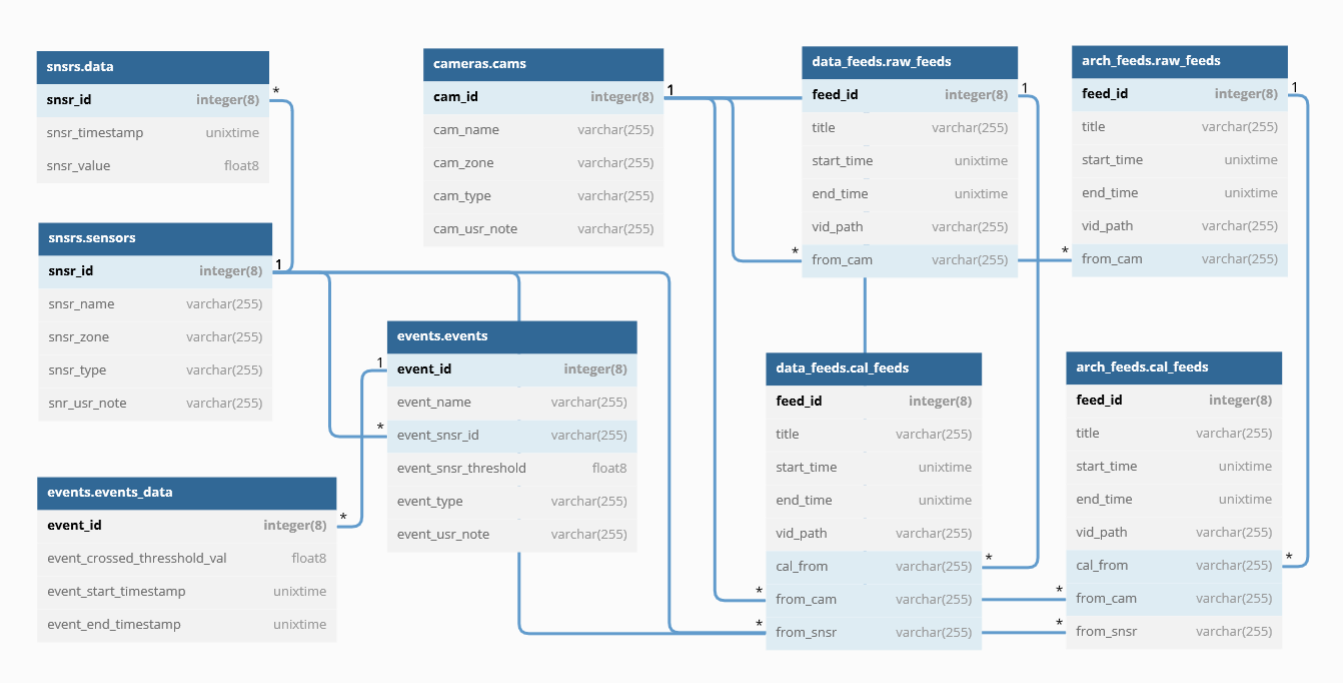 snsrs.data
snsr_id integer(8)
snsr_timestamp unixtime
snsr_value float8
*
cameras.cams
cam_id integer(8)
cam_name varchar(255)
cam_zone varchar(255)
cam_type varchar(255)
cam_usr_note varchar(255)
1
data_feeds.raw_feeds
feed_id integer(8)
title varchar(255)
start_time unixtime
end_time unixtime
vid_path varchar(255)
from_cam varchar(255)
1
*
arch_feeds.raw_feeds
feed_id integer(8)
title varchar(255)
start_time unixtime
end_time unixtime
vid_path varchar(255)
from_cam varchar(255)
1
*
snsrs.sensors
snsr_id integer(8)
snsr_name varchar(255)
snsr_zone varchar(255)
snsr_type varchar(255)
snr_usr_note varchar(255)
1
events.events
event_id integer(8)
event_name varchar(255)
event_snsr_id varchar(255)
event_snsr_threshold float8
event_type varchar(255)
event_usr_note varchar(255)
1
*
data_feeds.cal_feeds
feed_id integer(8)
title varchar(255)
start_time unixtime
end_time unixtime
vid_path varchar(255)
cal_from varchar(255)
from_cam varchar(255)
from_snsr varchar(255)
*
*
*
arch_feeds.cal_feeds
feed_id integer(8)
title varchar(255)
start_time unixtime
end_time unixtime
vid_path varchar(255)
cal_from varchar(255)
from_cam varchar(255)
from_snsr varchar(255)
*
*
*
events.events_data
event_id integer(8)
event_crossed_thresshold_val float8
event_start_timestamp unixtime
event_end_timestamp unixtime
*